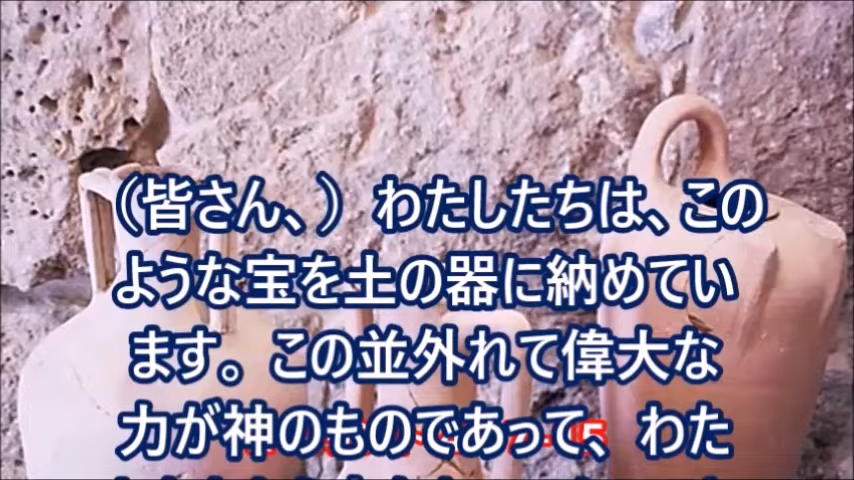 （皆さん、）わたしたちは、この
ような宝を土の器に納めてい
ます。この並外れて偉大な
力が神のものであって、わた